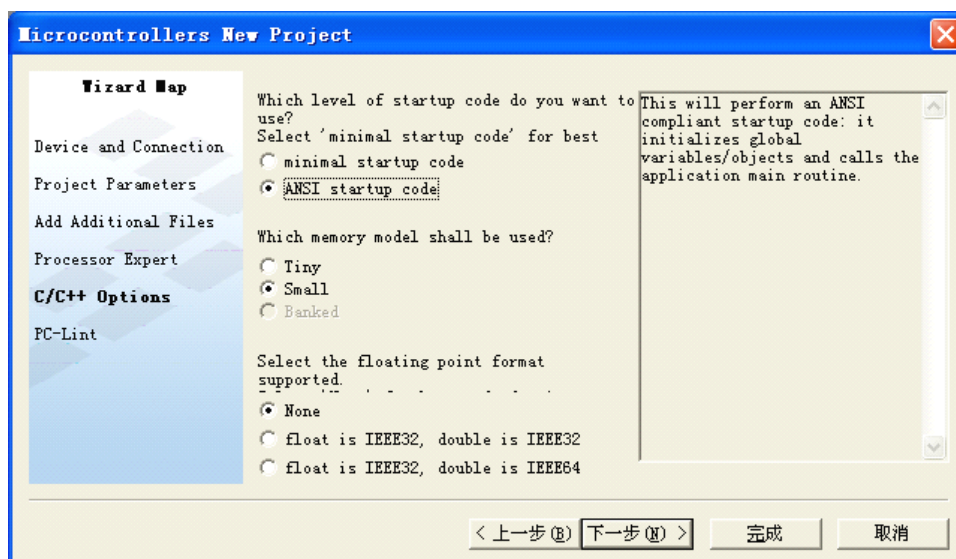 Microcontrollers New Project
Wizard Map
Device and Connection
Project Parameters
Add Additional Files
Processor Expert
C/C++ Options
PC-Lint
Which level of startup code do you want to
use?
Select 'minimal startup code' for best
minimal startup code
ANSI startup code
Which memory model shall be used?
Tiny
Small
Banked
Select the floating point format
supported.
None
float is IEEE32, double is IEEE32
float is IEEE32, double is IEEE64
This will perform an ANSI
compliant startup code: it
initializes global
variables/objects and calls the
application main routine.
< 上一步(B)
下一步(N) >
完成
取消